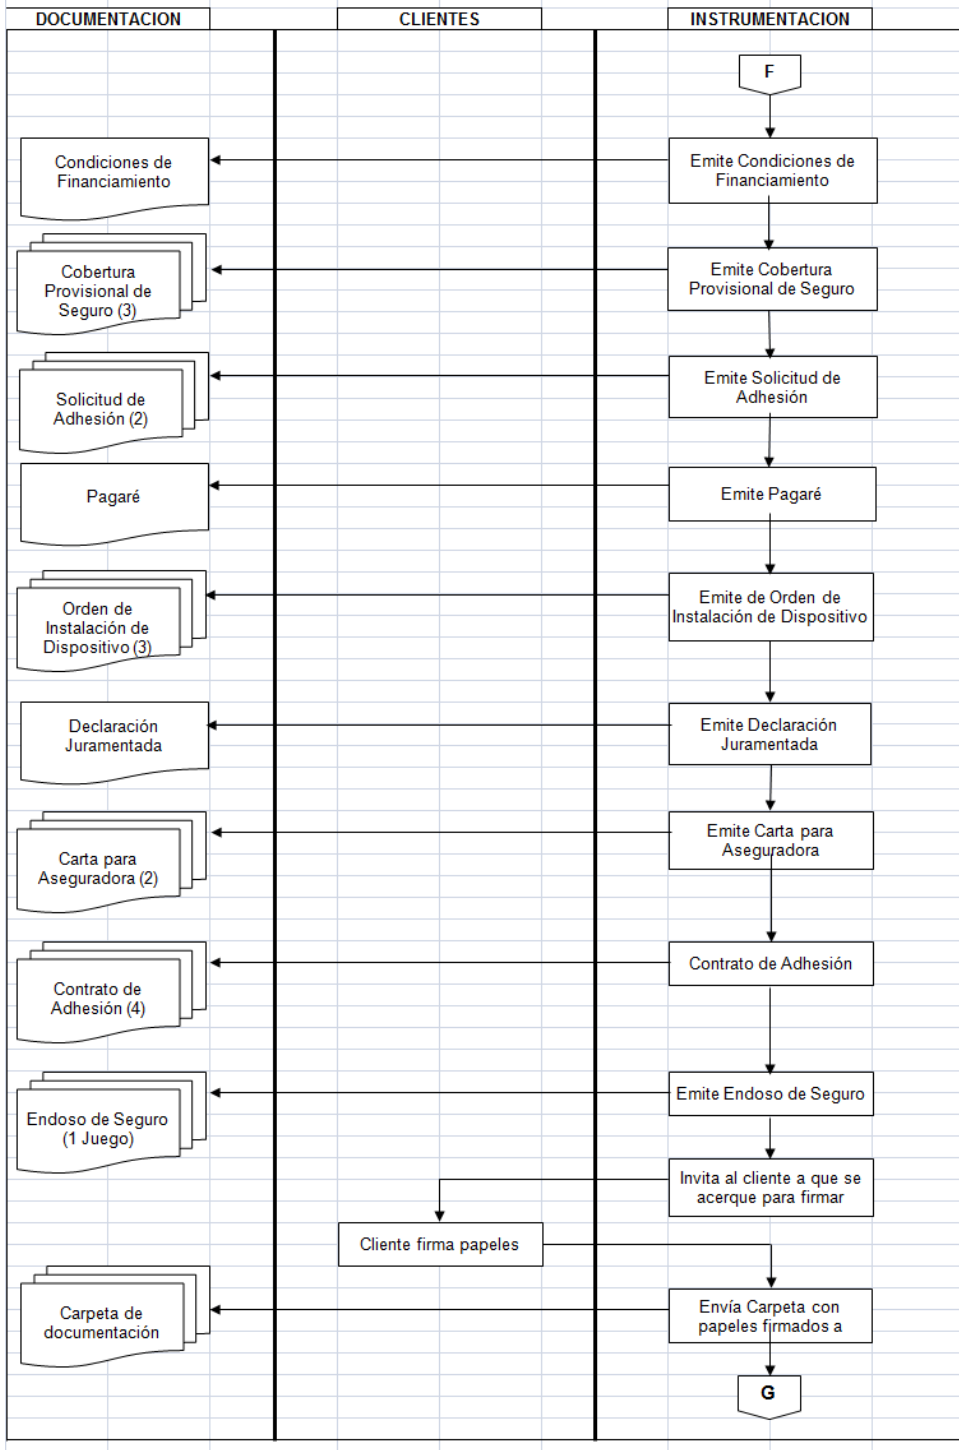 DOCUMENTACION
CLIENTES
INSTRUMENTACION
F
Condiciones de
Financiamiento
Emite Condiciones de
Financiamiento
Cobertura
Provisional de
Seguro (3)
Emite Cobertura
Provisional de Seguro
Solicitud de
Adhesión (2)
Emite Solicitud de
Adhesión
Pagaré
Emite Pagaré
Orden de
Instalación de
Dispositivo (3)
Emite de Orden de
Instalación de Dispositivo
Declaración
Juramentada
Emite Declaración
Juramentada
Carta para
Aseguradora (2)
Emite Carta para
Aseguradora
Contrato de
Adhesión (4)
Contrato de Adhesión
Endoso de Seguro
(1 Juego)
Emite Endoso de Seguro
Invita al cliente a que se
acerque para firmar
Cliente firma papeles
Carpeta de
documentación
Envía Carpeta con
papeles firmados a
G